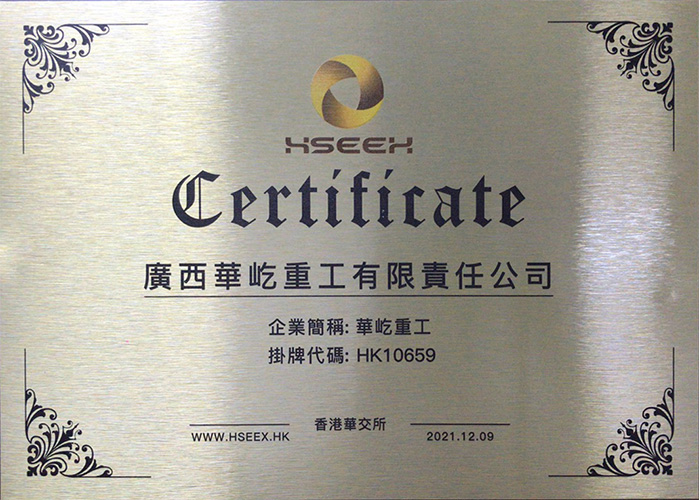 HSEEX
Certificate
廣西華屹重工有限責任公司
企業簡稱: 華屹重工
掛牌代碼: HK10659
香港華交所
WWW.HSEEX.HK
2021.12.09